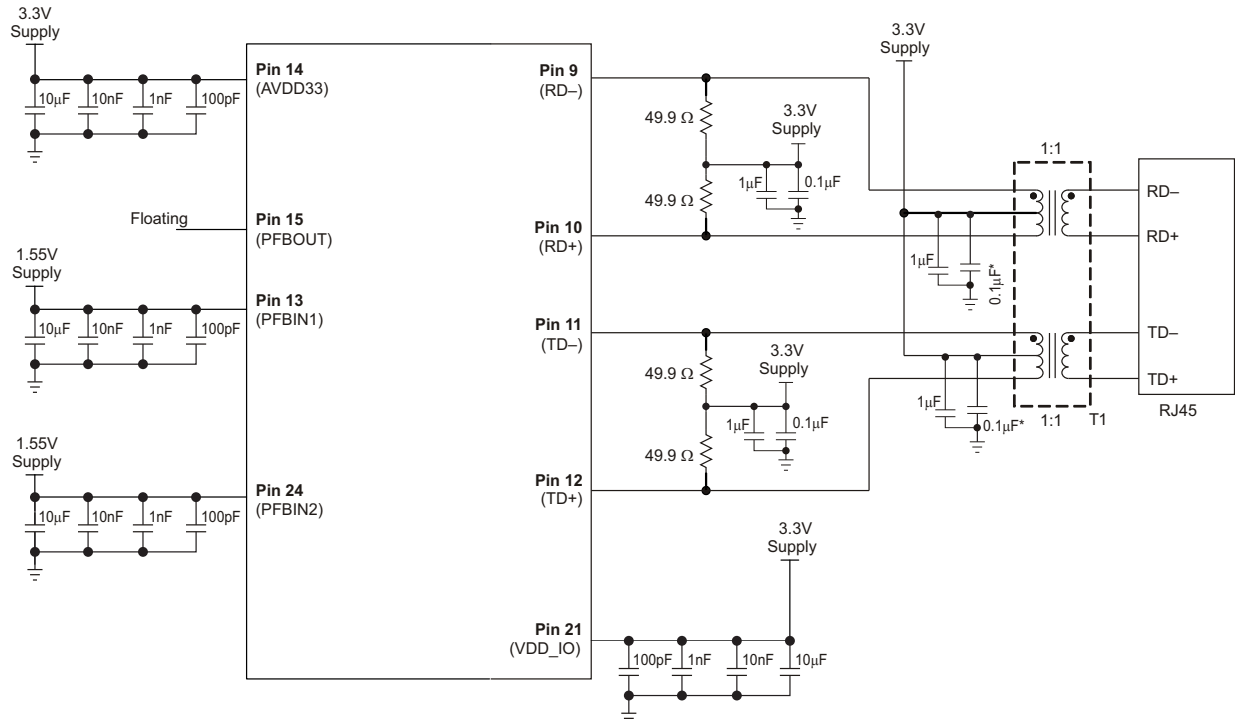 3.3V
Supply
10μF
10nF
1nF
100pF
Pin 14
(AVDD33)
Floating
Pin 15
(PFBOUT)
1.55V
Supply
10μF
10nF
1nF
100pF
Pin 13
(PFBIN1)
1.55V
Supply
10μF
10nF
1nF
100pF
Pin 24
(PFBIN2)
Pin 9
(RD–)
49.9 Ω
3.3V
Supply
1μF
0.1μF
49.9 Ω
Pin 10
(RD+)
Pin 11
(TD–)
49.9 Ω
3.3V
Supply
1μF
0.1μF
49.9 Ω
Pin 12
(TD+)
3.3V
Supply
Pin 21
(VDD_IO)
100pF
1nF
10nF
10μF
3.3V
Supply
1μF
0.1μF*
1μF
0.1μF*
1:1
1:1
T1
RD–
RD+
TD–
TD+
RJ45